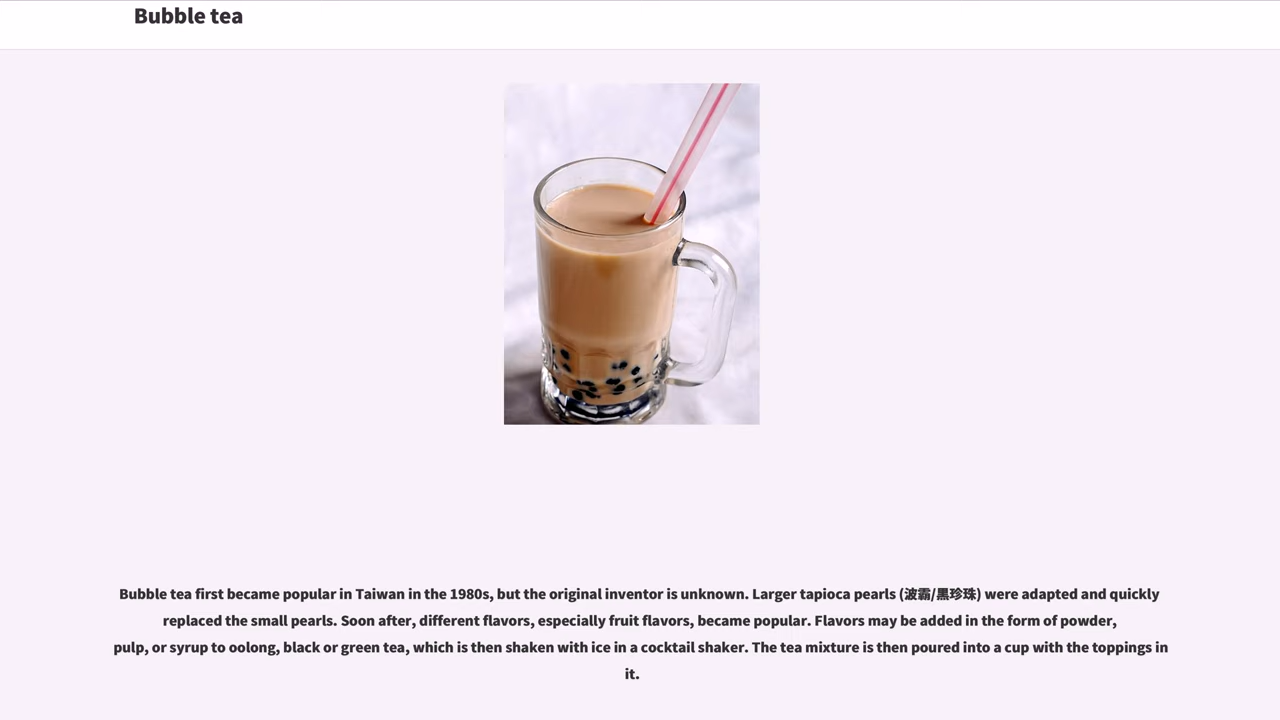 Bubble tea
Bubble tea first became popular in Taiwan in the 1980s, but the original inventor is unknown. Larger tapioca pearls (波霸/黑珍珠) were adapted and quickly
replaced the small pearls. Soon after, different flavors, especially fruit flavors, became popular. Flavors may be added in the form of powder,
pulp, or syrup to oolong, black or green tea, which is then shaken with ice in a cocktail shaker. The tea mixture is then poured into a cup with the toppings in
it.